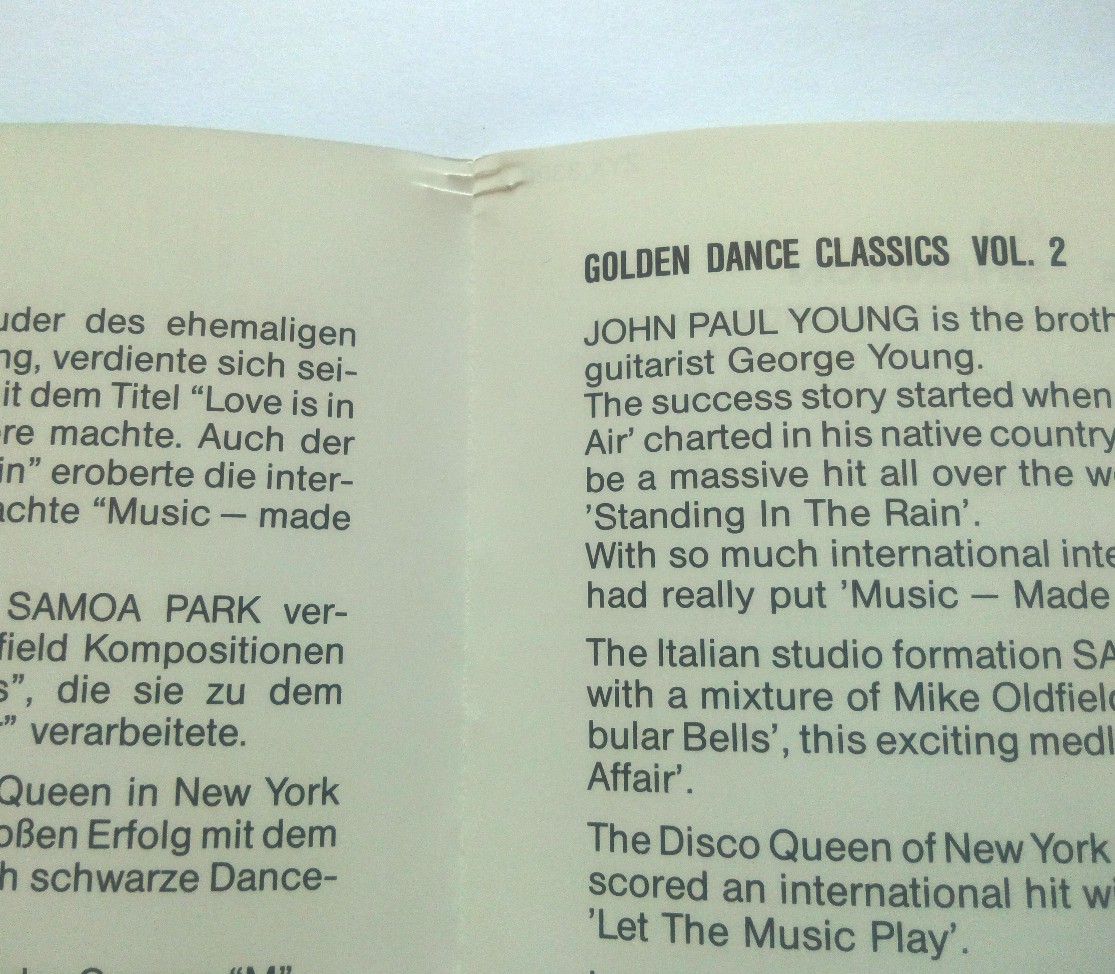 uder des ehemaligen
ng, verdiente sich sei-
it dem Titel “Love is in
re machte. Auch der
in” eroberte die inter-
achte “Music — made
SAMOA PARK ver-
field Kompositionen
s”, die sie zu dem
” verarbeitete.
Queen in New York
oßen Erfolg mit dem
h schwarze Dance-
GOLDEN DANCE CLASSICS VOL. 2
JOHN PAUL YOUNG is the broth
guitarist George Young.
The success story started when
Air’ charted in his native country
be a massive hit all over the w
’Standing In The Rain’.
With so much international inte
had really put ’Music — Made
The Italian studio formation SA
with a mixture of Mike Oldfield
bular Bells’, this exciting medl
Affair’.
The Disco Queen of New York
scored an international hit wi
’Let The Music Play’.